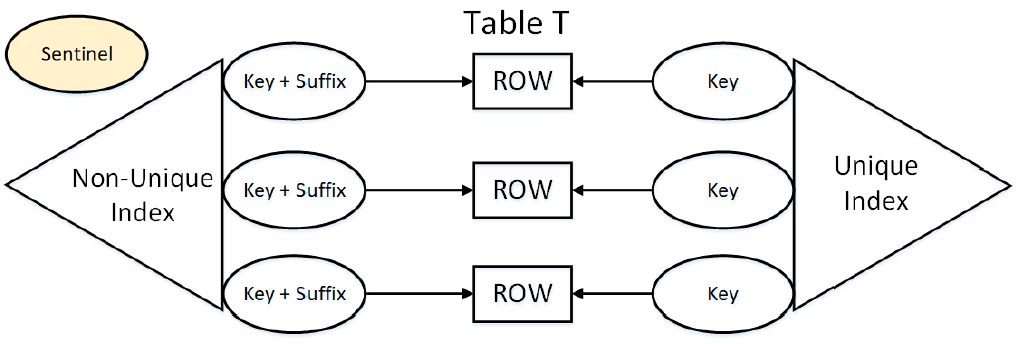 Table T
Sentinel
Key + Suffix
ROW
Key
Non-Unique
Index
Key + Suffix
ROW
Key
Unique
Index
Key + Suffix
ROW
Key